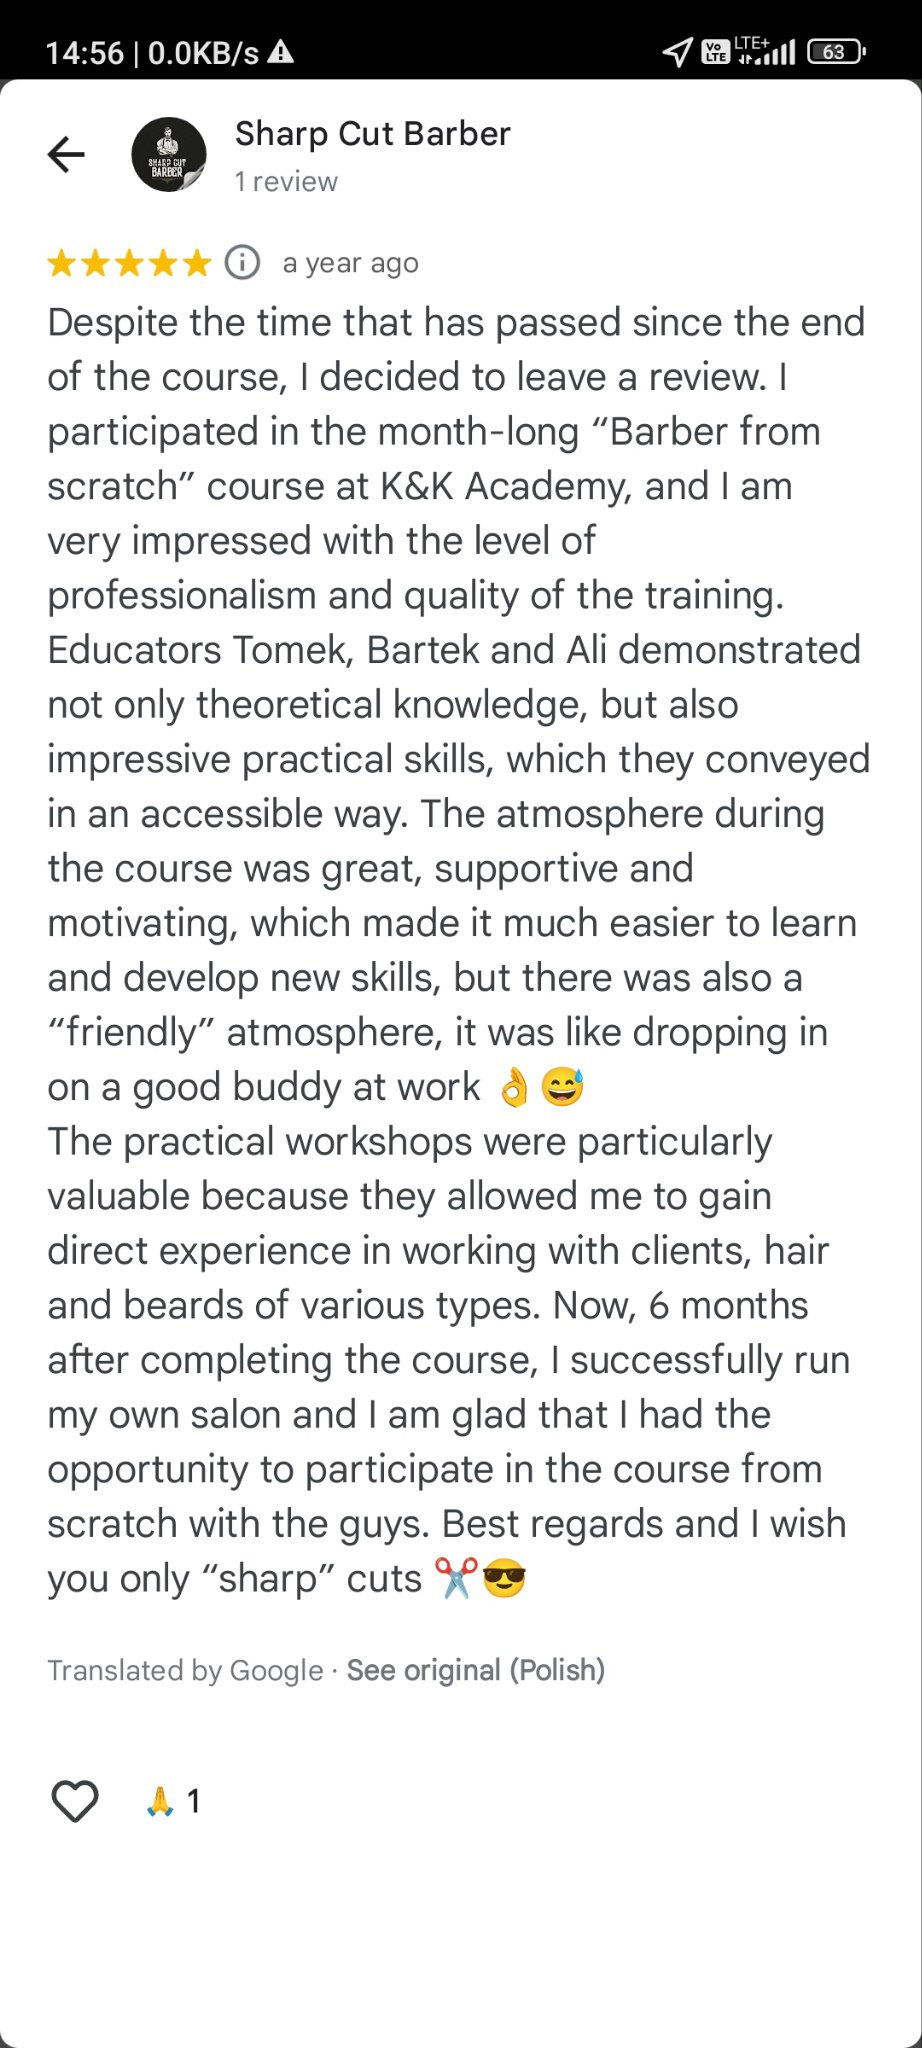 14:56 | 0.0KB/s
Vo LTE LTE+ 63
Sharp Cut Barber
SHARP CUT
BARBER
1 review
a year ago
Despite the time that has passed since the end
of the course, I decided to leave a review. I
participated in the month-long “Barber from
scratch” course at K&K Academy, and I am
very impressed with the level of
professionalism and quality of the training.
Educators Tomek, Bartek and Ali demonstrated
not only theoretical knowledge, but also
impressive practical skills, which they conveyed
in an accessible way. The atmosphere during
the course was great, supportive and
motivating, which made it much easier to learn
and develop new skills, but there was also a
“friendly” atmosphere, it was like dropping in
on a good buddy at work 👌😅
The practical workshops were particularly
valuable because they allowed me to gain
direct experience in working with clients, hair
and beards of various types. Now, 6 months
after completing the course, I successfully run
my own salon and I am glad that I had the
opportunity to participate in the course from
scratch with the guys. Best regards and I wish
you only “sharp” cuts ✂️😎
Translated by Google · See original (Polish)
🙏 1